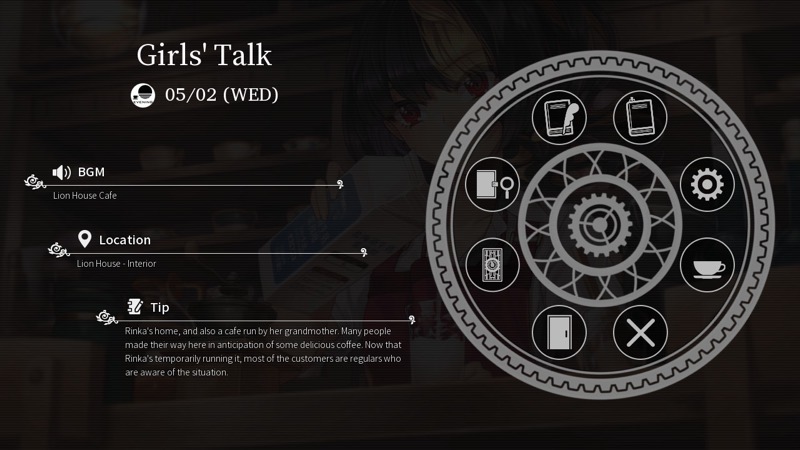 Girls' Talk
EVENING
05/02 (WED)
BGM
Lion House Cafe
Location
Lion House - Interior
Tip
Rinka's home, and also a cafe run by her grandmother. Many people
made their way here in anticipation of some delicious coffee. Now that
Rinka's temporarily running it, most of the customers are regulars who
are aware of the situation.